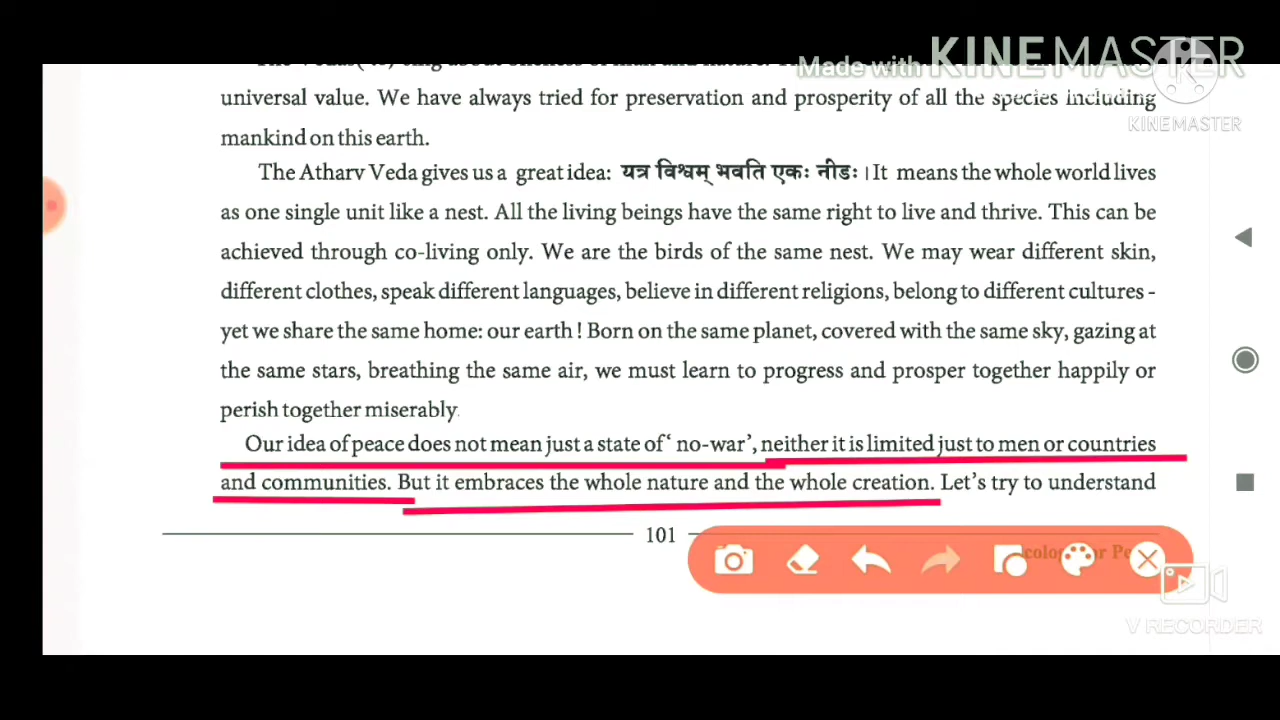 Made with KINEMASTER
KINEMASTER
universal value. We have always tried for preservation and prosperity of all the species including
mankind on this earth.
The Atharv Veda gives us a great idea: यत्र विश्वम् भवति एकः नीडः । It means the whole world lives
as one single unit like a nest. All the living beings have the same right to live and thrive. This can be
achieved through co-living only. We are the birds of the same nest. We may wear different skin,
different clothes, speak different languages, believe in different religions, belong to different cultures -
yet we share the same home: our earth ! Born on the same planet, covered with the same sky, gazing at
the same stars, breathing the same air, we must learn to progress and prosper together happily or
perish together miserably.
Our idea of peace does not mean just a state of ‘ no-war’, neither it is limited just to men or countries
and communities. But it embraces the whole nature and the whole creation. Let’s try to understand
101
V RECORDER